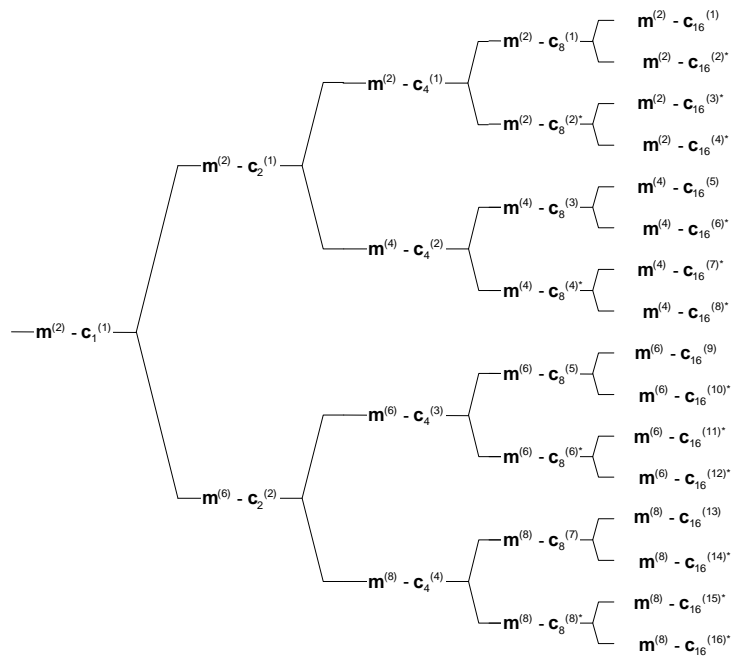 m(2) - c16(1)
m(2) - c8(1)
m(2) - c16(2)*
m(2) - c4(1)
m(2) - c16(3)*
m(2) - c8(2)*
m(2) - c16(4)*
m(2) - c2(1)
m(4) - c16(5)
m(4) - c8(3)
m(4) - c16(6)*
m(4) - c4(2)
m(4) - c16(7)*
m(4) - c8(4)*
m(4) - c16(8)*
m(2) - c1(1)
m(6) - c16(9)
m(6) - c8(5)
m(6) - c16(10)*
m(6) - c4(3)
m(6) - c16(11)*
m(6) - c8(6)*
m(6) - c16(12)*
m(6) - c2(2)
m(8) - c16(13)
m(8) - c8(7)
m(8) - c16(14)*
m(8) - c4(4)
m(8) - c16(15)*
m(8) - c8(8)*
m(8) - c16(16)*